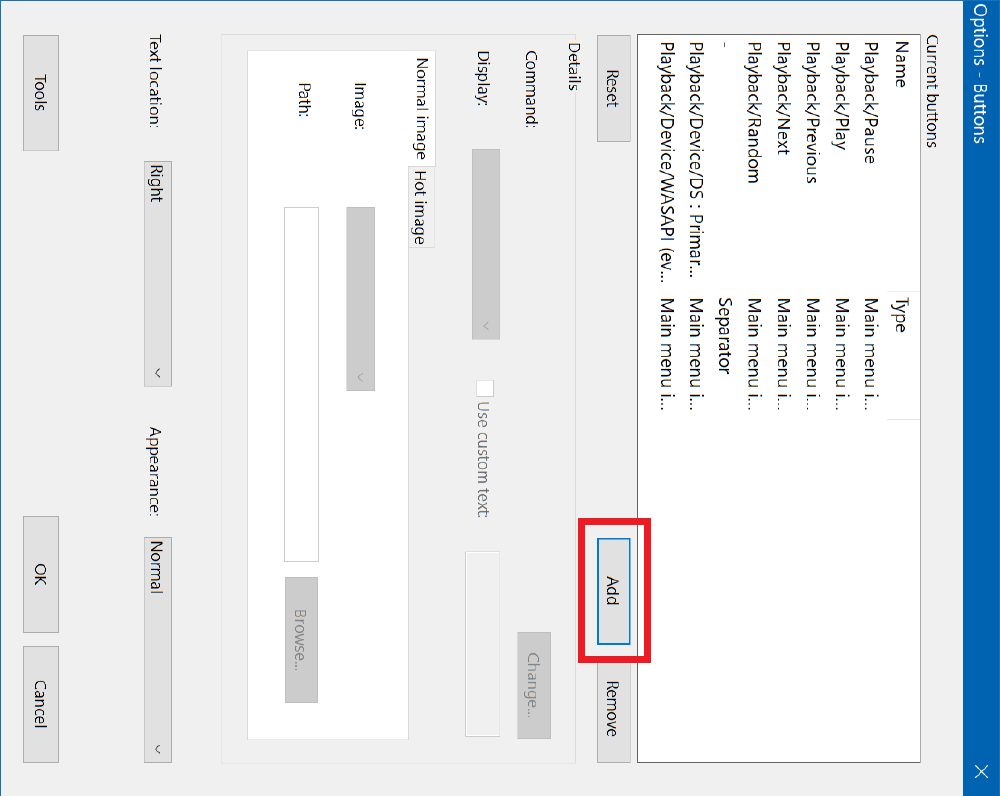 Options - Buttons
Current buttons
Name Type
Playback/Pause Main menu i...
Playback/Play Main menu i...
Playback/Previous Main menu i...
Playback/Next Main menu i...
Playback/Random Main menu i...
- Separator
Playback/Device/DS : Primar... Main menu i...
Playback/Device/WASAPI (ev... Main menu i...
Reset Add Remove
Details
Command: Change...
Display: Use custom text:
Normal image Hot image
Image:
Path: Browse...
Text location: Right Appearance: Normal
Tools OK Cancel